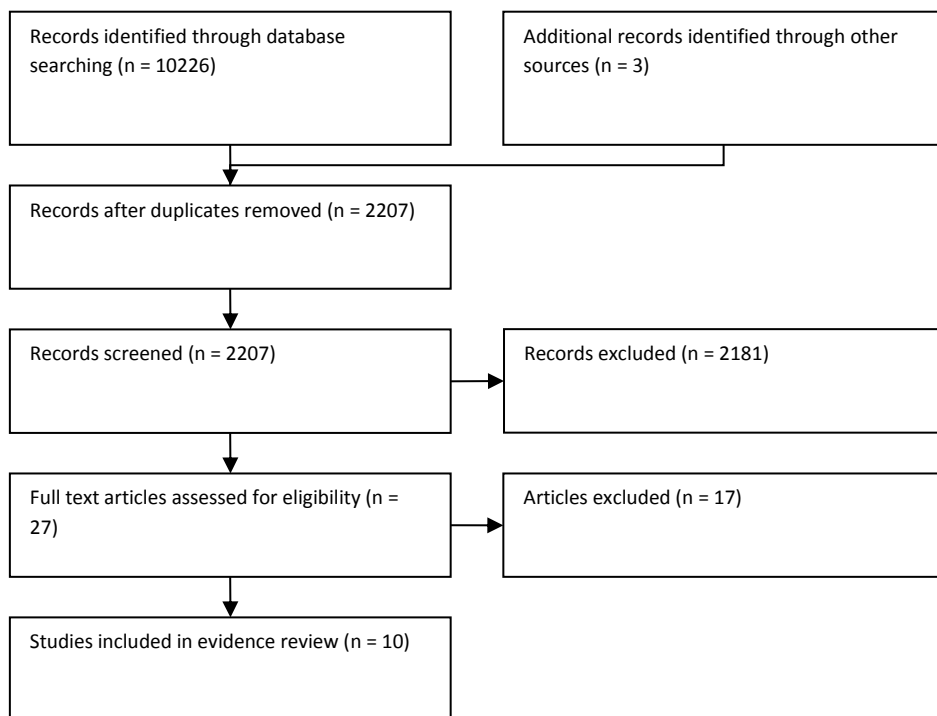 Records identified through database
searching (n = 10226)
Additional records identified through other
sources (n = 3)
Records after duplicates removed (n = 2207)
Records screened (n = 2207)
Records excluded (n = 2181)
Full text articles assessed for eligibility (n =
27)
Articles excluded (n = 17)
Studies included in evidence review (n = 10)